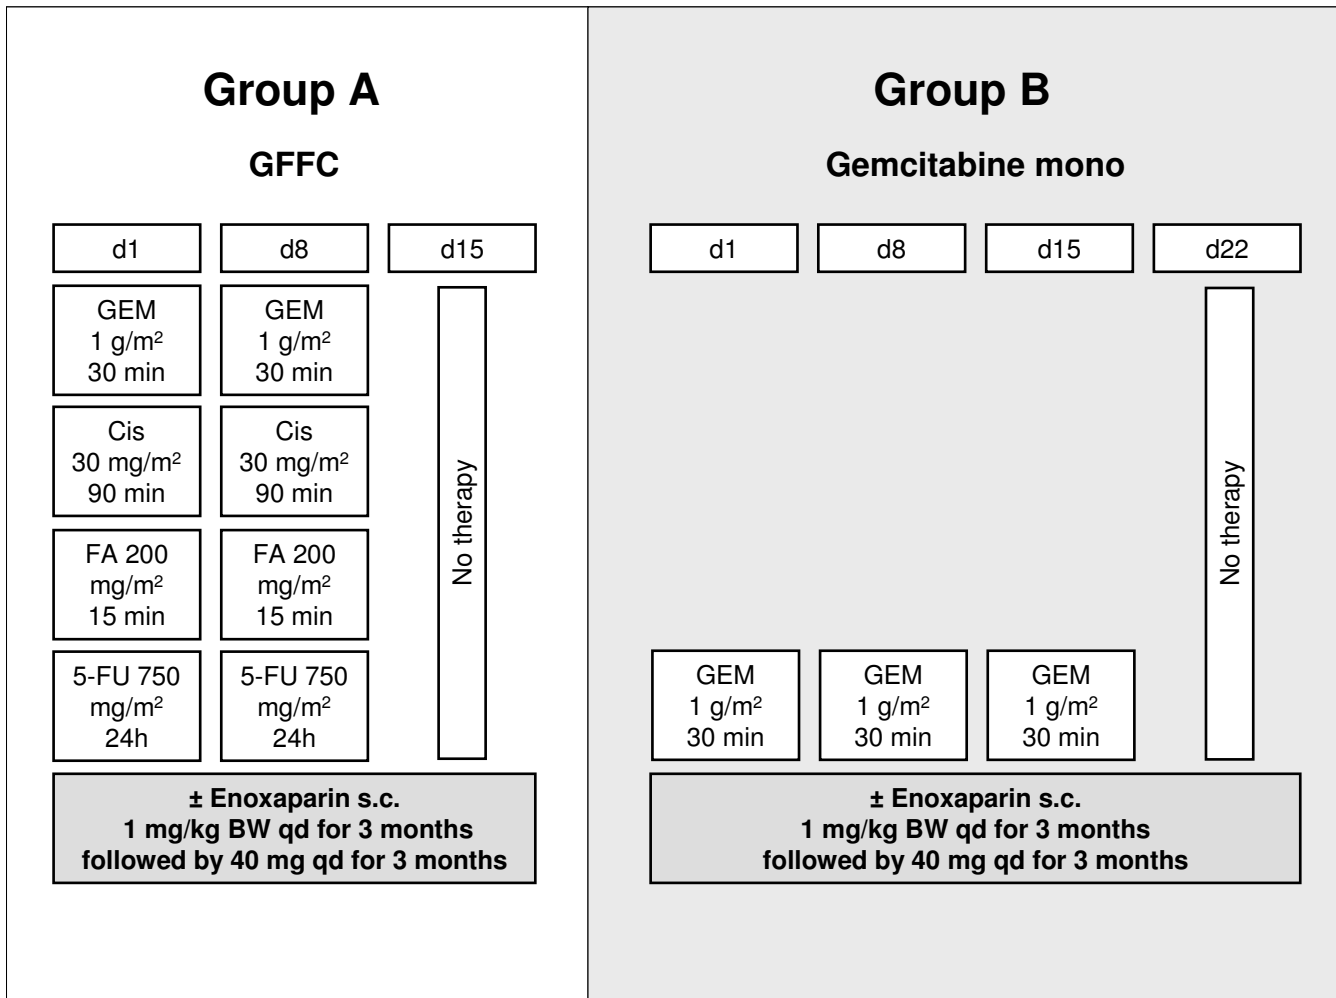 Group A
GFFC
d1
d8
d15
GEM
1 g/m²
30 min
GEM
1 g/m²
30 min
Cis
30 mg/m²
90 min
Cis
30 mg/m²
90 min
FA 200
mg/m²
15 min
FA 200
mg/m²
15 min
5-FU 750
mg/m²
24h
5-FU 750
mg/m²
24h
No therapy
± Enoxaparin s.c.
1 mg/kg BW qd for 3 months
followed by 40 mg qd for 3 months
Group B
Gemcitabine mono
d1
d8
d15
d22
GEM
1 g/m²
30 min
GEM
1 g/m²
30 min
GEM
1 g/m²
30 min
No therapy
± Enoxaparin s.c.
1 mg/kg BW qd for 3 months
followed by 40 mg qd for 3 months